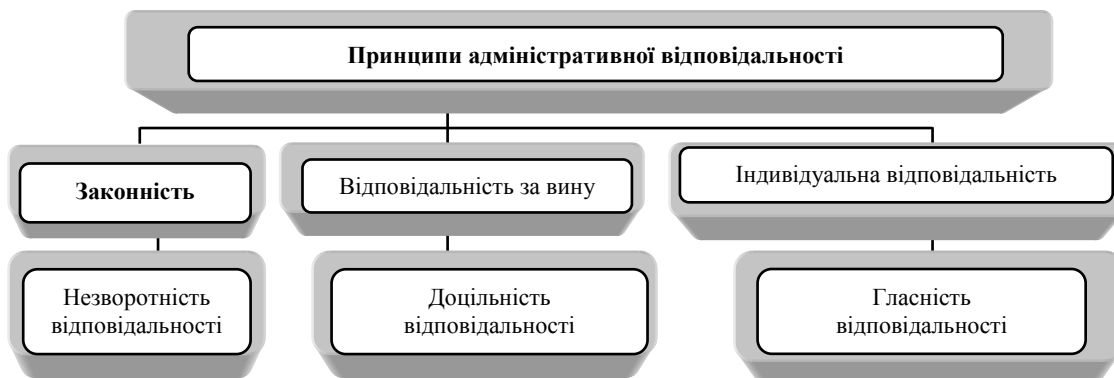 Принципи адміністративної відповідальності
Законність
Відповідальність за вину
Індивідуальна відповідальність
Незворотність
відповідальності
Доцільність
відповідальності
Гласність
відповідальності